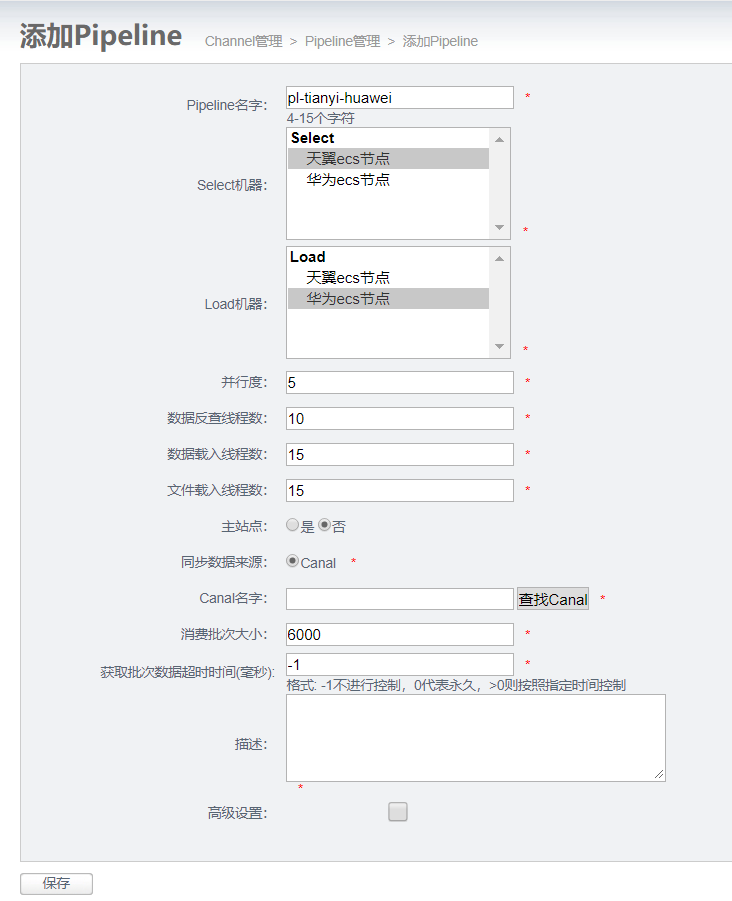 添加Pipeline Channel管理 > Pipeline管理 > 添加Pipeline
Pipeline名字： pl-tianyi-huawei *
4-15个字符
Select机器：
Select
天翼ecs节点
华为ecs节点
*
Load机器：
Load
天翼ecs节点
华为ecs节点
*
并行度： 5 *
数据反查线程数： 10 *
数据载入线程数： 15 *
文件载入线程数： 15 *
主站点： 是 否
同步数据来源： Canal *
Canal名字： 查找Canal *
消费批次大小： 6000 *
获取批次数据超时时间(毫秒)： -1 *
格式: -1不进行控制，0代表永久，>0则按照指定时间控制
描述：
*
高级设置：
保存